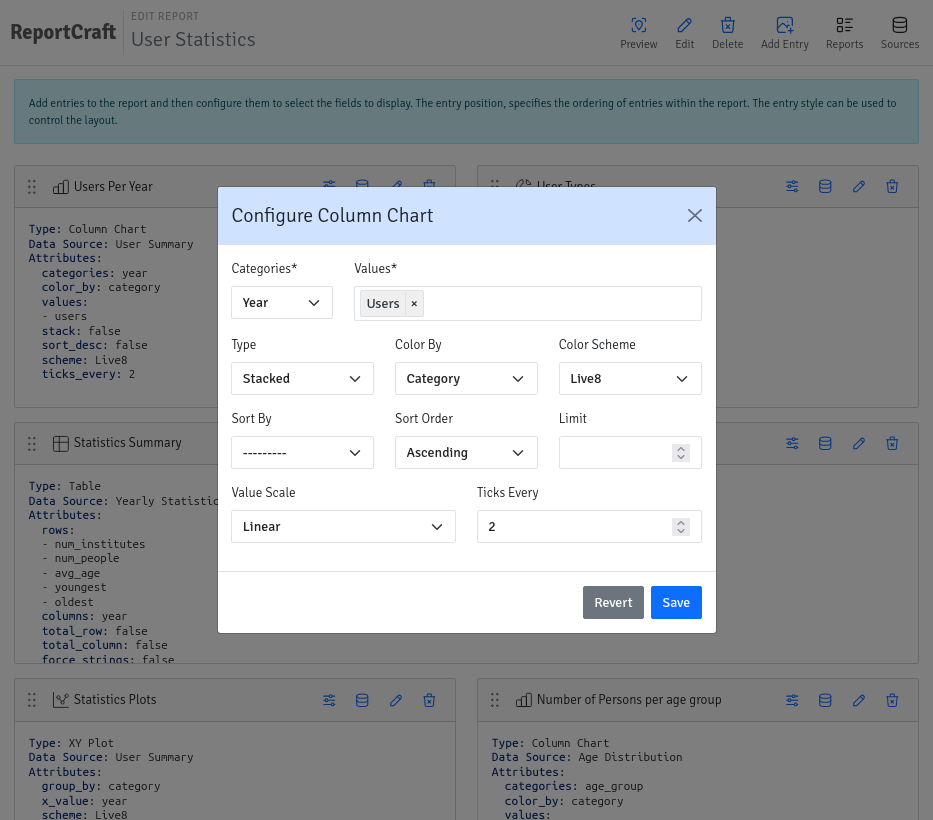 ReportCraft
EDIT REPORT
User Statistics
Preview
Edit
Delete
Add Entry
Reports
Sources
Add entries to the report and then configure them to select the fields to display. The entry position, specifies the ordering of entries within the report. The entry style can be used to
control the layout.
Users Per Year
Type: Column Chart
Data Source: User Summary
Attributes:
categories: year
color_by: category
values:
- users
stack: false
sort_desc: false
scheme: Live8
ticks_every: 2
User Types
Configure Column Chart
Categories*
Values*
Year
Users ×
Type
Color By
Color Scheme
Stacked
Category
Live8
Sort By
Sort Order
Limit
---------
Ascending
Value Scale
Ticks Every
Linear
2
Revert
Save
Statistics Summary
Type: Table
Data Source: Yearly Statistic
Attributes:
rows:
- num_institutes
- num_people
- avg_age
- youngest
- oldest
columns: year
total_row: false
total_column: false
force_strings: false
Statistics Plots
Type: XY Plot
Data Source: User Summary
Attributes:
group_by: category
x_value: year
scheme: Live8
Number of Persons per age group
Type: Column Chart
Data Source: Age Distribution
Attributes:
categories: age_group
color_by: category
values: